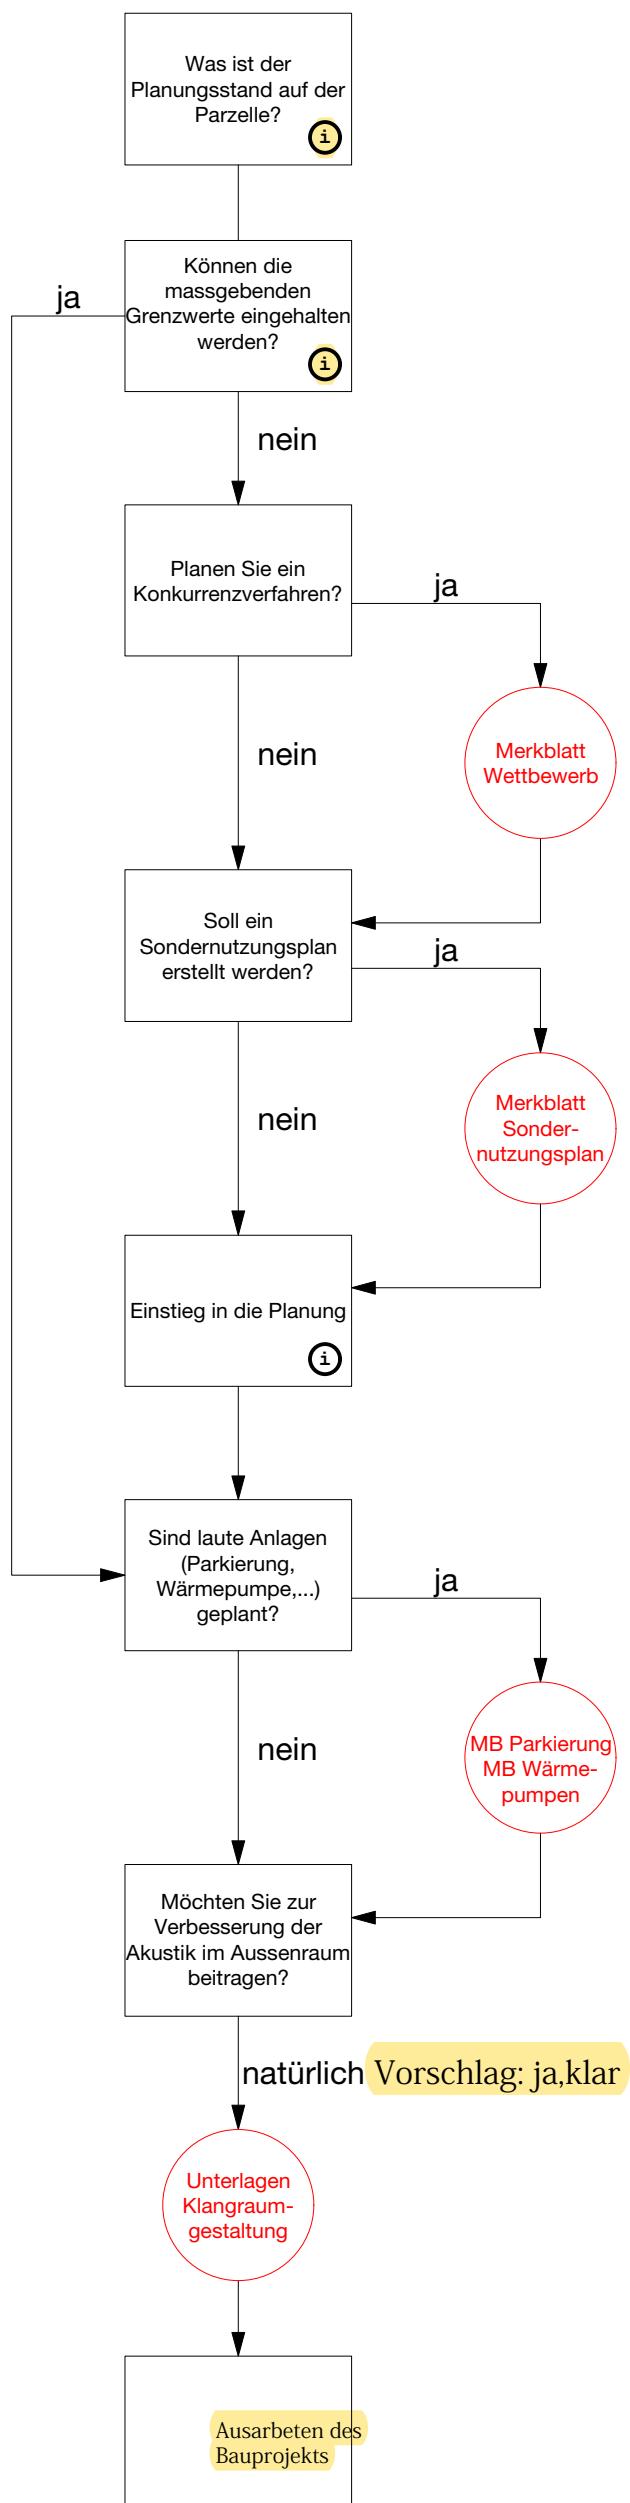 Was ist der
Planungsstand auf der
Parzelle?
i
Können die
massgebenden
Grenzwerte eingehalten
werden?
i
ja
nein
Planen Sie ein
Konkurrenzverfahren?
ja
nein
Merkblatt
Wettbewerb
Soll ein
Sondernutzungsplan
erstellt werden?
ja
nein
Merkblatt
Sonder-
nutzungsplan
Einstieg in die Planung
i
Sind laute Anlagen
(Parkierung,
Wärmepumpe,...)
geplant?
ja
nein
MB Parkierung
MB Wärme-
pumpen
Möchten Sie zur
Verbesserung der
Akustik im Aussenraum
beitragen?
natürlich Vorschlag: ja,klar
Unterlagen
Klangraum-
gestaltung
Ausarbeten des
Bauprojekts